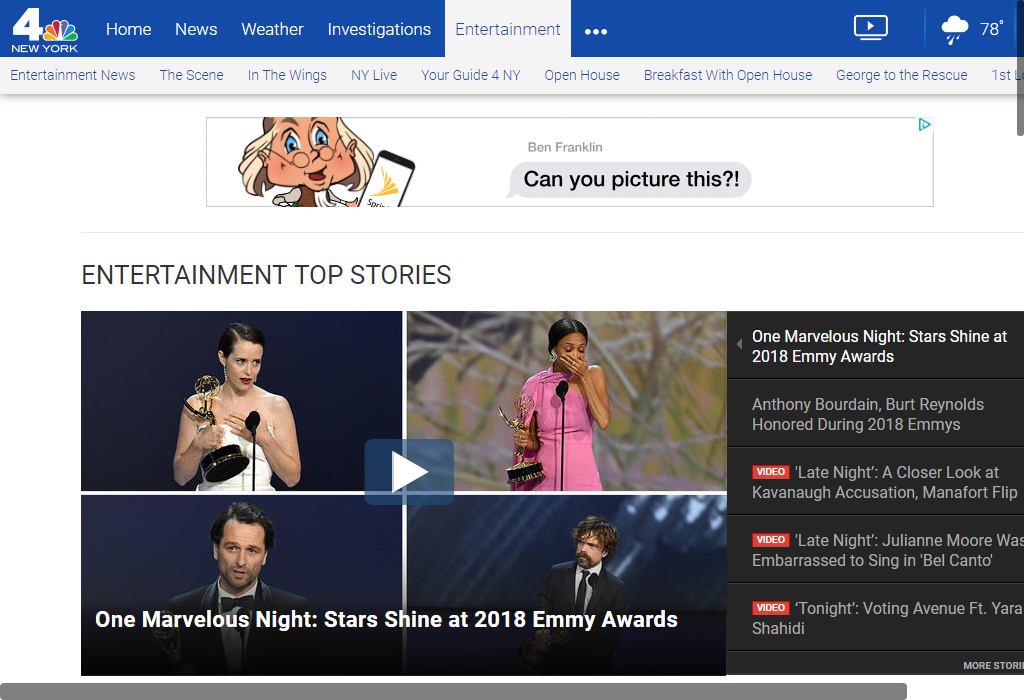 4
NEW YORK
Home News Weather Investigations Entertainment ••• 78°
Entertainment News The Scene In The Wings NY Live Your Guide 4 NY Open House Breakfast With Open House George to the Rescue 1st
Ben Franklin
Can you picture this?!
Sprin
ENTERTAINMENT TOP STORIES
One Marvelous Night: Stars Shine at 2018 Emmy Awards
One Marvelous Night: Stars Shine at
2018 Emmy Awards
Anthony Bourdain, Burt Reynolds
Honored During 2018 Emmys
VIDEO 'Late Night': A Closer Look at
Kavanaugh Accusation, Manafort Flip
VIDEO 'Late Night': Julianne Moore Was
Embarrassed to Sing in 'Bel Canto'
VIDEO 'Tonight': Voting Avenue Ft. Yara
Shahidi
MORE STORI